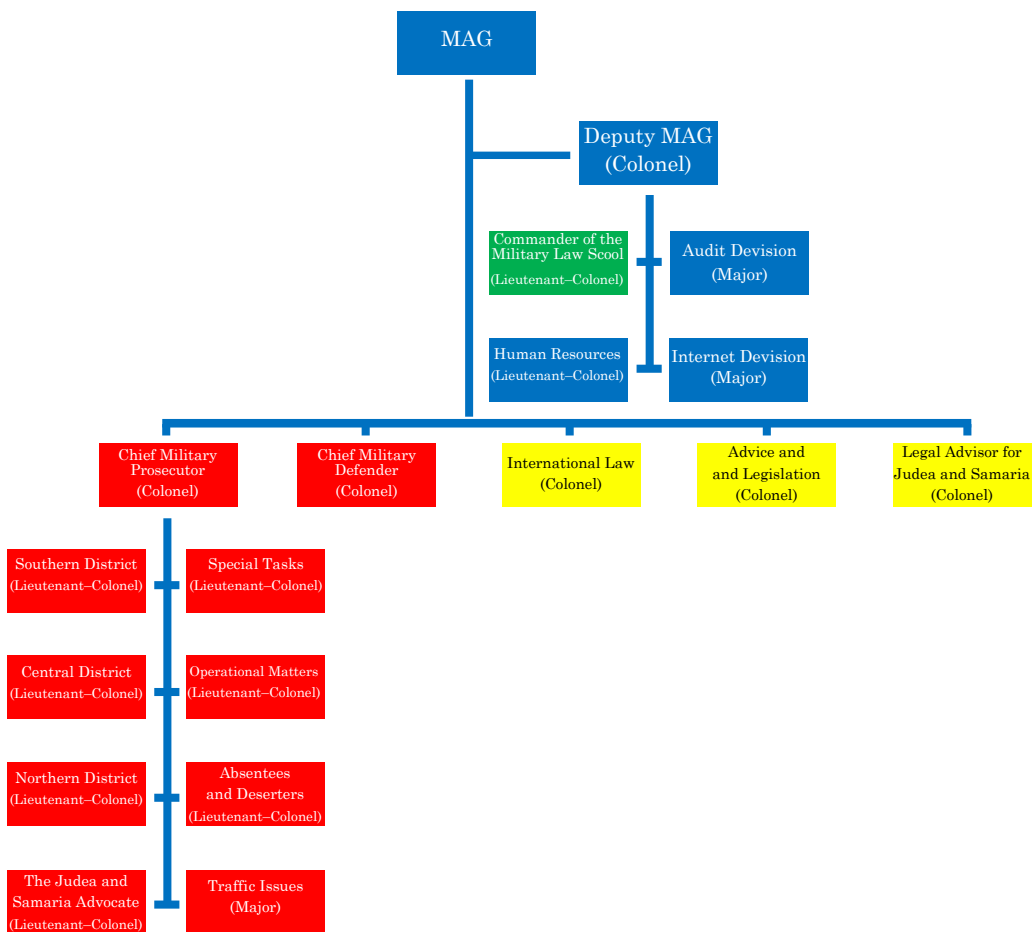 MAG
Deputy MAG
(Colonel)
Commander of the
Military Law Scool
(Lieutenant–Colonel)
Audit Devision
(Major)
Human Resources
(Lieutenant–Colonel)
Internet Devision
(Major)
Chief Military
Prosecutor
(Colonel)
Chief Military
Defender
(Colonel)
International Law
(Colonel)
Advice and
and Legislation
(Colonel)
Legal Advisor for
Judea and Samaria
(Colonel)
Southern District
(Lieutenant–Colonel)
Special Tasks
(Lieutenant–Colonel)
Central District
(Lieutenant–Colonel)
Operational Matters
(Lieutenant–Colonel)
Northern District
(Lieutenant–Colonel)
Absentees
and Deserters
(Lieutenant–Colonel)
The Judea and
Samaria Advocate
(Lieutenant–Colonel)
Traffic Issues
(Major)